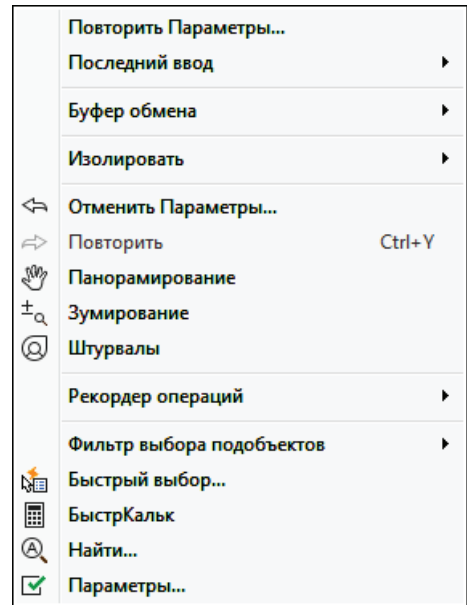 Повторить Параметры...
Последний ввод
Буфер обмена
Изолировать
Отменить Параметры...
Повторить Ctrl+Y
Панорамирование
Зумирование
Штурвалы
Рекордер операций
Фильтр выбора подобъектов
Быстрый выбор...
БыстрКальк
Найти...
Параметры...